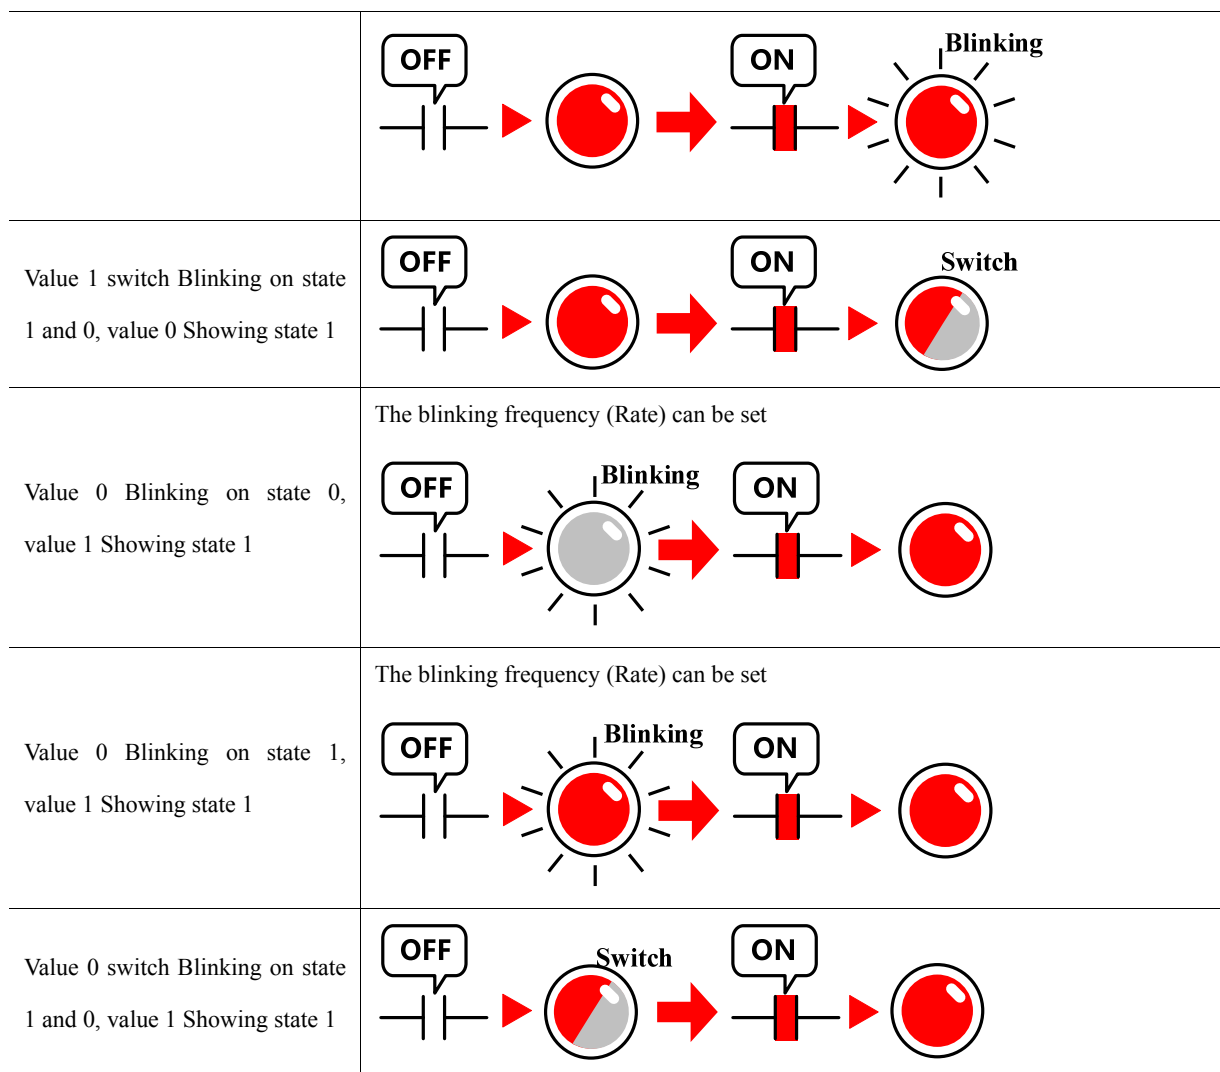 OFF
ON
Blinking
Value 1 switch Blinking on state
1 and 0, value 0 Showing state 1
OFF
ON
Switch
Value 0 Blinking on state 0,
value 1 Showing state 1
The blinking frequency (Rate) can be set
OFF
Blinking
ON
Value 0 Blinking on state 1,
value 1 Showing state 1
The blinking frequency (Rate) can be set
OFF
Blinking
ON
Value 0 switch Blinking on state
1 and 0, value 1 Showing state 1
OFF
Switch
ON